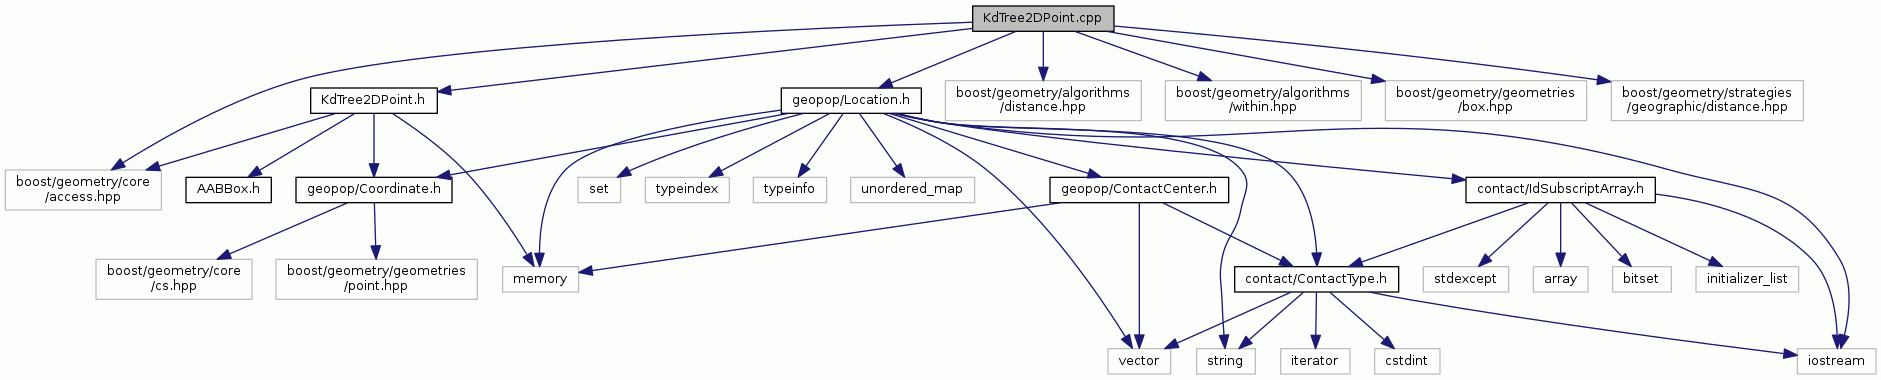 KdTree2DPoint.cpp
KdTree2DPoint.h
geopop/Location.h
boost/geometry/algorithms
/distance.hpp
boost/geometry/algorithms
/within.hpp
boost/geometry/geometries
/box.hpp
boost/geometry/strategies
/geographic/distance.hpp
boost/geometry/core
/access.hpp
AABBox.h
geopop/Coordinate.h
set
typeindex
typeinfo
unordered_map
geopop/ContactCenter.h
contact/IdSubscriptArray.h
boost/geometry/core
/cs.hpp
boost/geometry/geometries
/point.hpp
memory
contact/ContactType.h
stdexcept
array
bitset
initializer_list
vector
string
iterator
cstdint
iostream